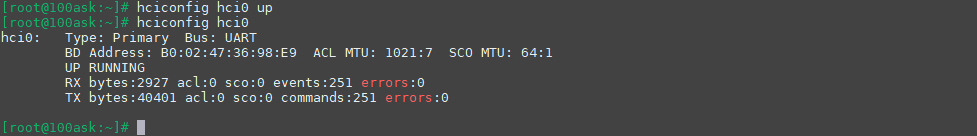 [root@100ask:~]# hciconfig hci0 up
[root@100ask:~]# hciconfig hci0
hci0:   Type: Primary  Bus: UART
        BD Address: B0:02:47:36:98:E9  ACL MTU: 1021:7  SCO MTU: 64:1
        UP RUNNING
        RX bytes:2927 acl:0 sco:0 events:251 errors:0
        TX bytes:40401 acl:0 sco:0 commands:251 errors:0
[root@100ask:~]#